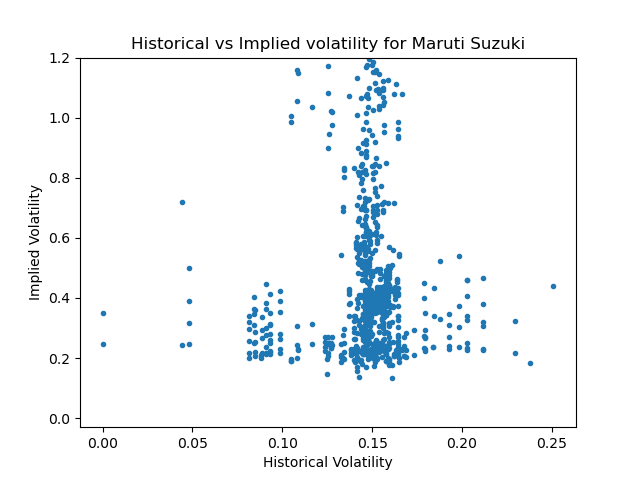 Historical vs Implied volatility for Maruti Suzuki
1.2
1.0
0.8
0.6
0.4
0.2
0.0
Implied Volatility
0.00 0.05 0.10 0.15 0.20 0.25
Historical Volatility